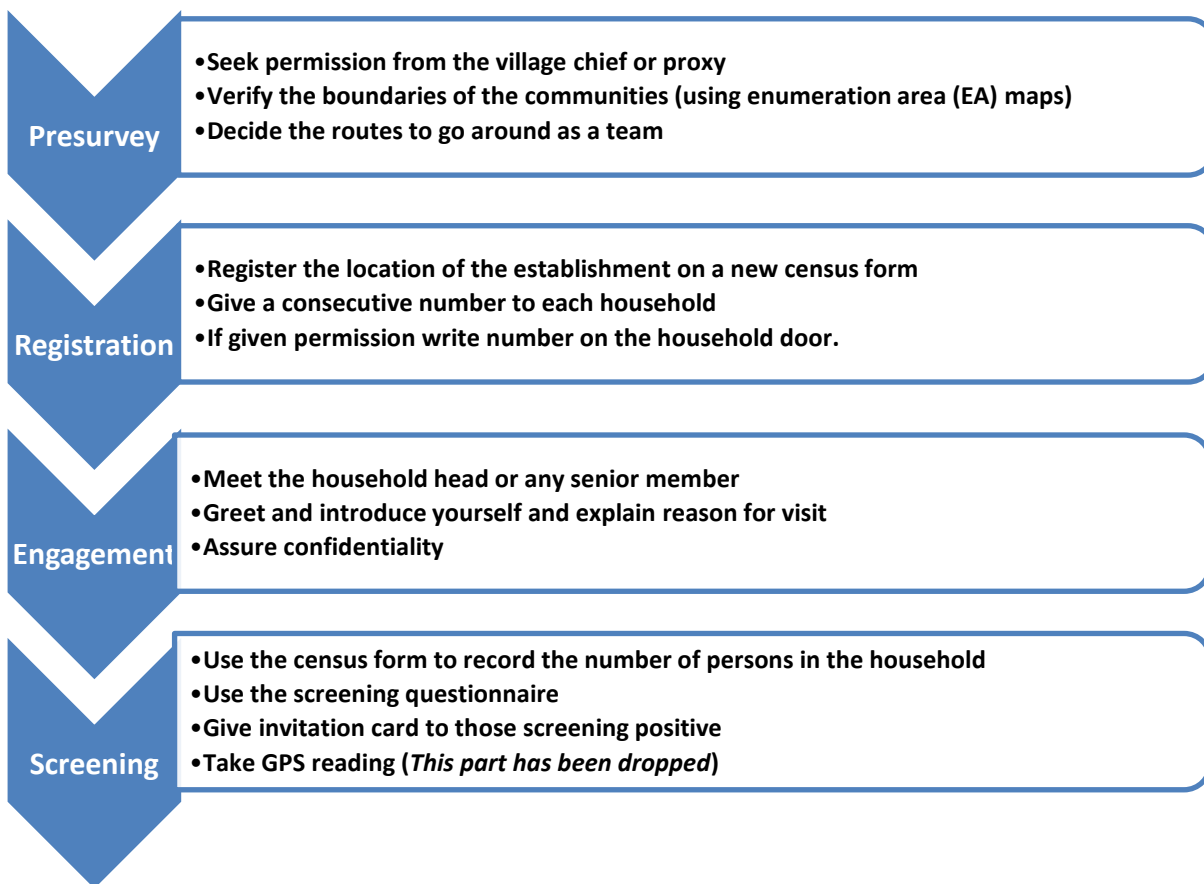 Presurvey
•Seek permission from the village chief or proxy
•Verify the boundaries of the communities (using enumeration area (EA) maps)
•Decide the routes to go around as a team
Registration
•Register the location of the establishment on a new census form
•Give a consecutive number to each household
•If given permission write number on the household door.
Engagement
•Meet the household head or any senior member
•Greet and introduce yourself and explain reason for visit
•Assure confidentiality
Screening
•Use the census form to record the number of persons in the household
•Use the screening questionnaire
•Give invitation card to those screening positive
•Take GPS reading (This part has been dropped)